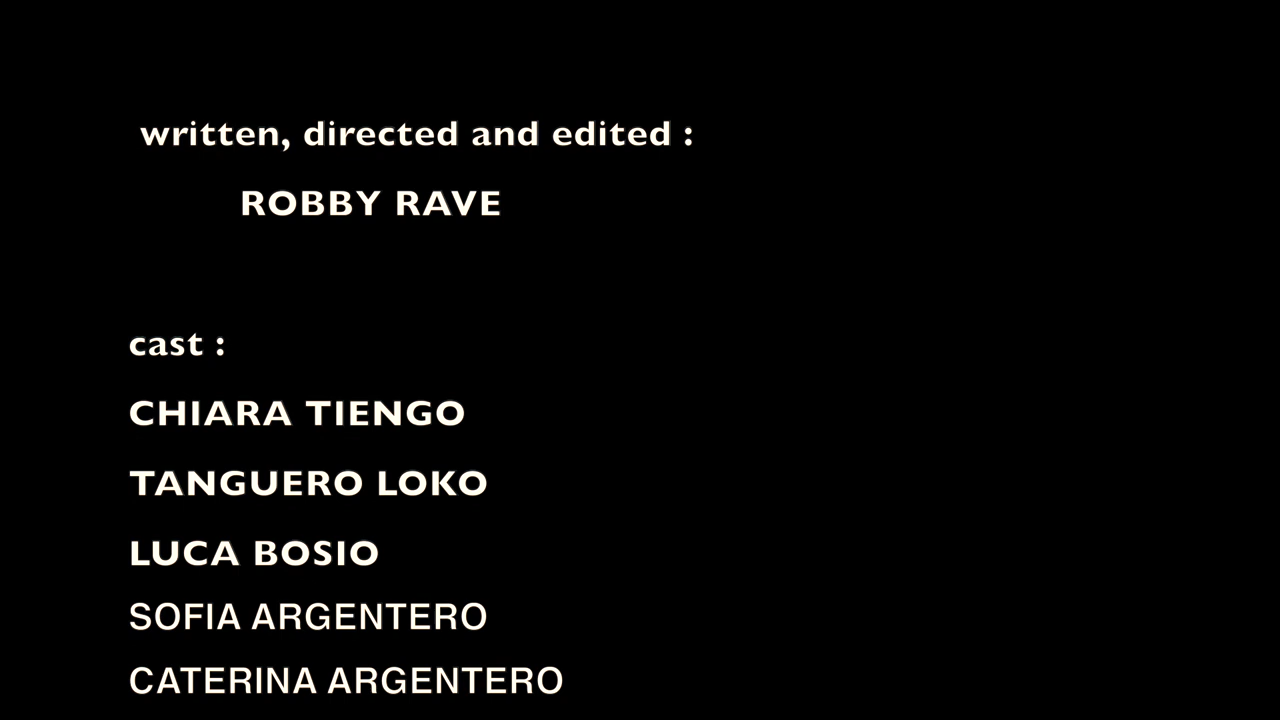 written, directed and edited :
ROBBY RAVE
cast :
CHIARA TIENGO
TANGUERO LOKO
LUCA BOSIO
SOFIA ARGENTERO
CATERINA ARGENTERO